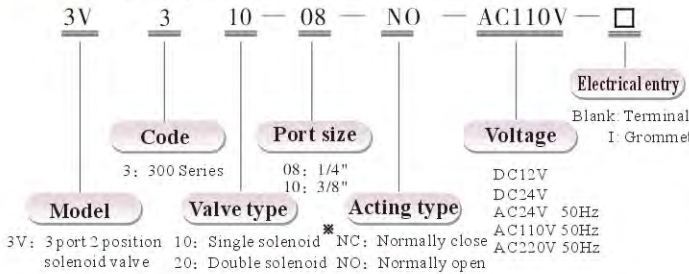 3V 3 10 — 08 — NO — AC110V — □
Electrical entry
Blank: Terminal
I: Grommet
Code
3: 300 Series
Port size
08: 1/4"
10: 3/8"
Voltage
DC12V
DC24V
AC24V 50Hz
AC110V 50Hz
AC220V 50Hz
Model
3V: 3 port 2 position
solenoid valve
Valve type
10: Single solenoid
20: Double solenoid
Acting type
※ NC: Normally close
NO: Normally open